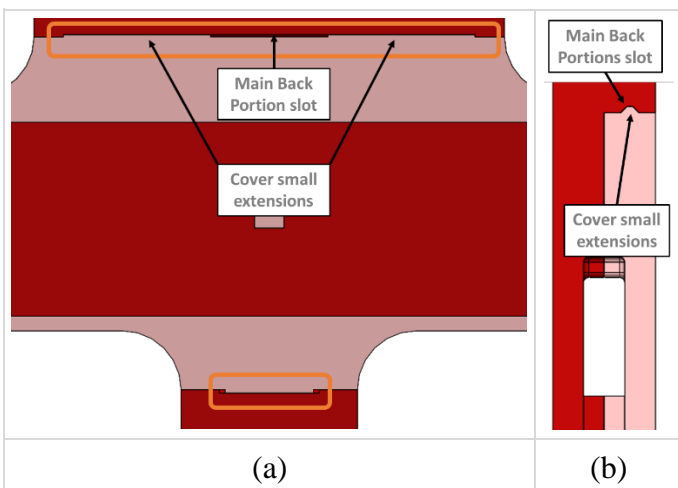 Main Back
Portion slot
Cover small
extensions
(a)
Main Back
Portions slot
Cover small
extensions
(b)